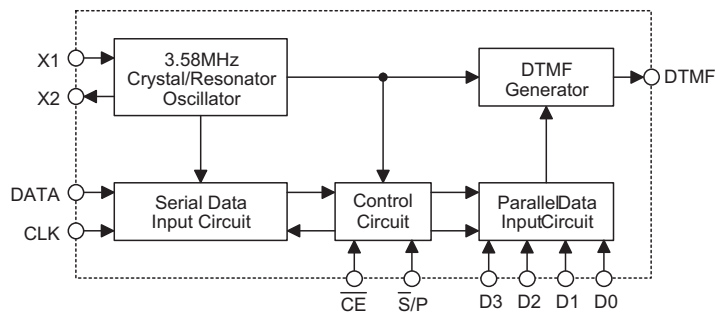 X1
X2
3.58MHz
Crystal/Resonator
Oscillator
DTMF
Generator
DTMF
DATA
CLK
Serial Data
Input Circuit
Control
Circuit
ParallelData
InputCircuit
C̅E̅
S̅/P
D3
D2
D1
D0